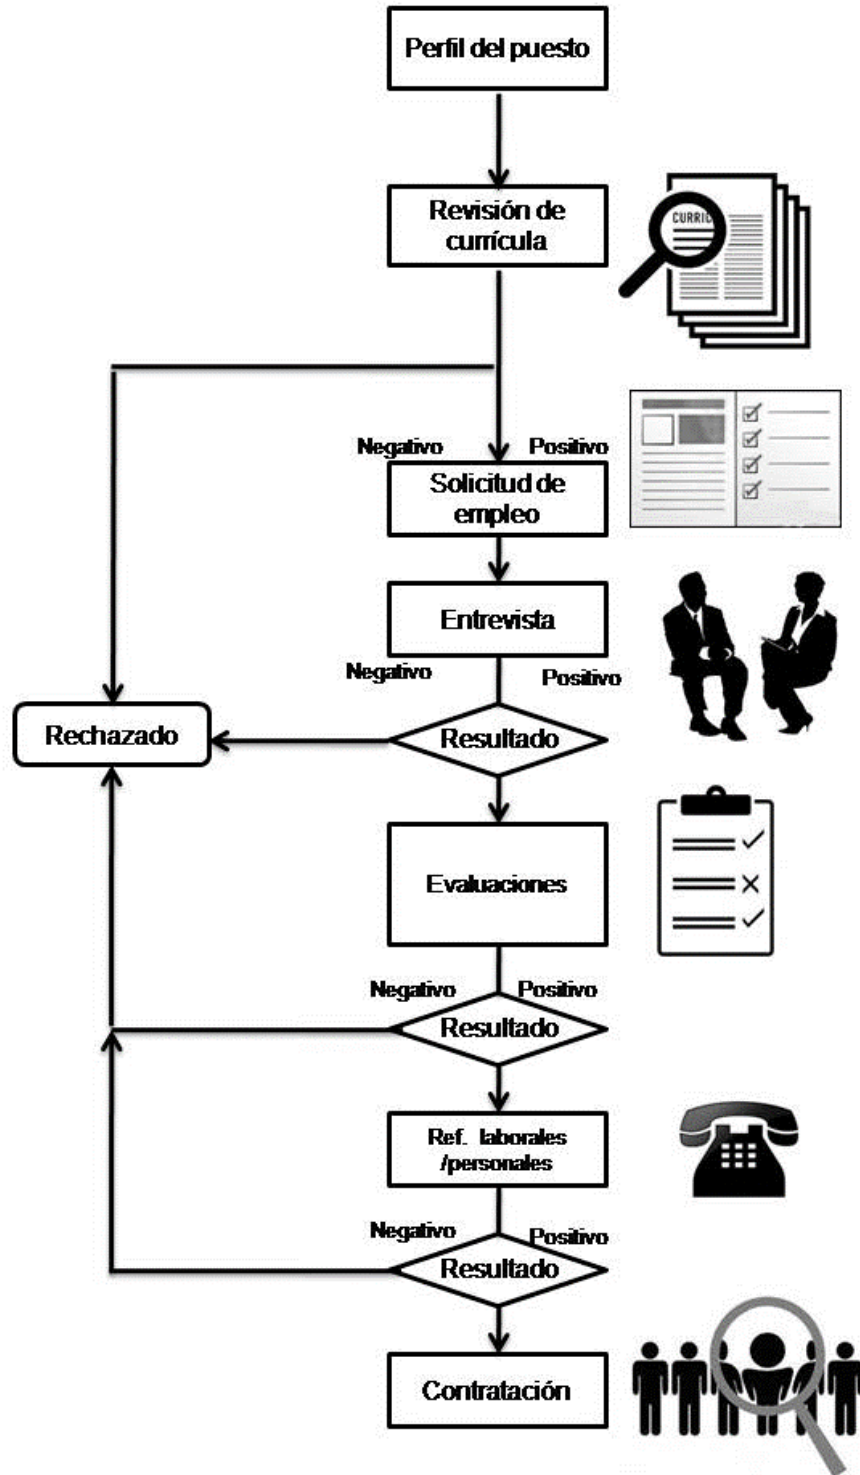 Perfil del puesto
Revisión de
currícula
CURRIC
Negativo
Positivo
Solicitud de
empleo
Entrevista
Negativo
Positivo
Rechazado
Resultado
Evaluaciones
Negativo
Positivo
Resultado
Ref. laborales
/personales
Negativo
Positivo
Resultado
Contratación